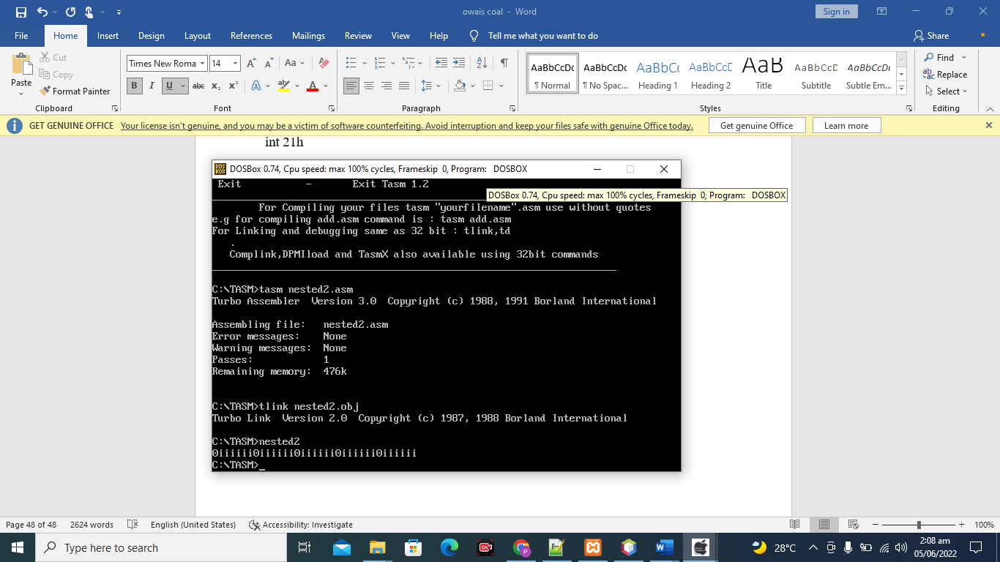 owais coal - Word
Sign in
File Home Insert Design Layout References Mailings Review View Help Tell me what you want to do Share
Paste
Cut
Copy
Format Painter
Clipboard
Times New Roma 14
Aa
B I U abc x₂ x² A ab A
Font
Paragraph
AaBbCcDc ¶ Normal
AaBbCcDc ¶ No Spac...
AaBbCc Heading 1
AaBbCcD Heading 2
AaB Title
AaBbCcD Subtitle
AaBbCcDc Subtle Em...
Styles
Find
Replace
Select
Editing
GET GENUINE OFFICE Your license isn't genuine, and you may be a victim of software counterfeiting. Avoid interruption and keep your files safe with genuine Office today. Get genuine Office Learn more
int 21h
DOSBox 0.74, Cpu speed: max 100% cycles, Frameskip 0, Program: DOSBOX
Exit - Exit Tasm 1.2
DOSBox 0.74, Cpu speed: max 100% cycles, Frameskip 0, Program: DOSBOX
For Compiling your files tasm "yourfilename".asm use without quotes
e.g for compiling add.asm command is : tasm add.asm
For Linking and debugging same as 32 bit : tlink,td
.
Complink,DPMIload and TasmX also available using 32bit commands
C:\TASM>tasm nested2.asm
Turbo Assembler Version 3.0 Copyright (c) 1988, 1991 Borland International
Assembling file: nested2.asm
Error messages: None
Warning messages: None
Passes: 1
Remaining memory: 476k
C:\TASM>tlink nested2.obj
Turbo Link Version 2.0 Copyright (c) 1987, 1988 Borland International
C:\TASM>nested2
0iiiiii0iiiiii0iiiiii0iiiiii0iiiiii
C:\TASM>_
Page 48 of 48 2624 words English (United States) Accessibility: Investigate 100%
Type here to search
28°C
2:08 am
05/06/2022